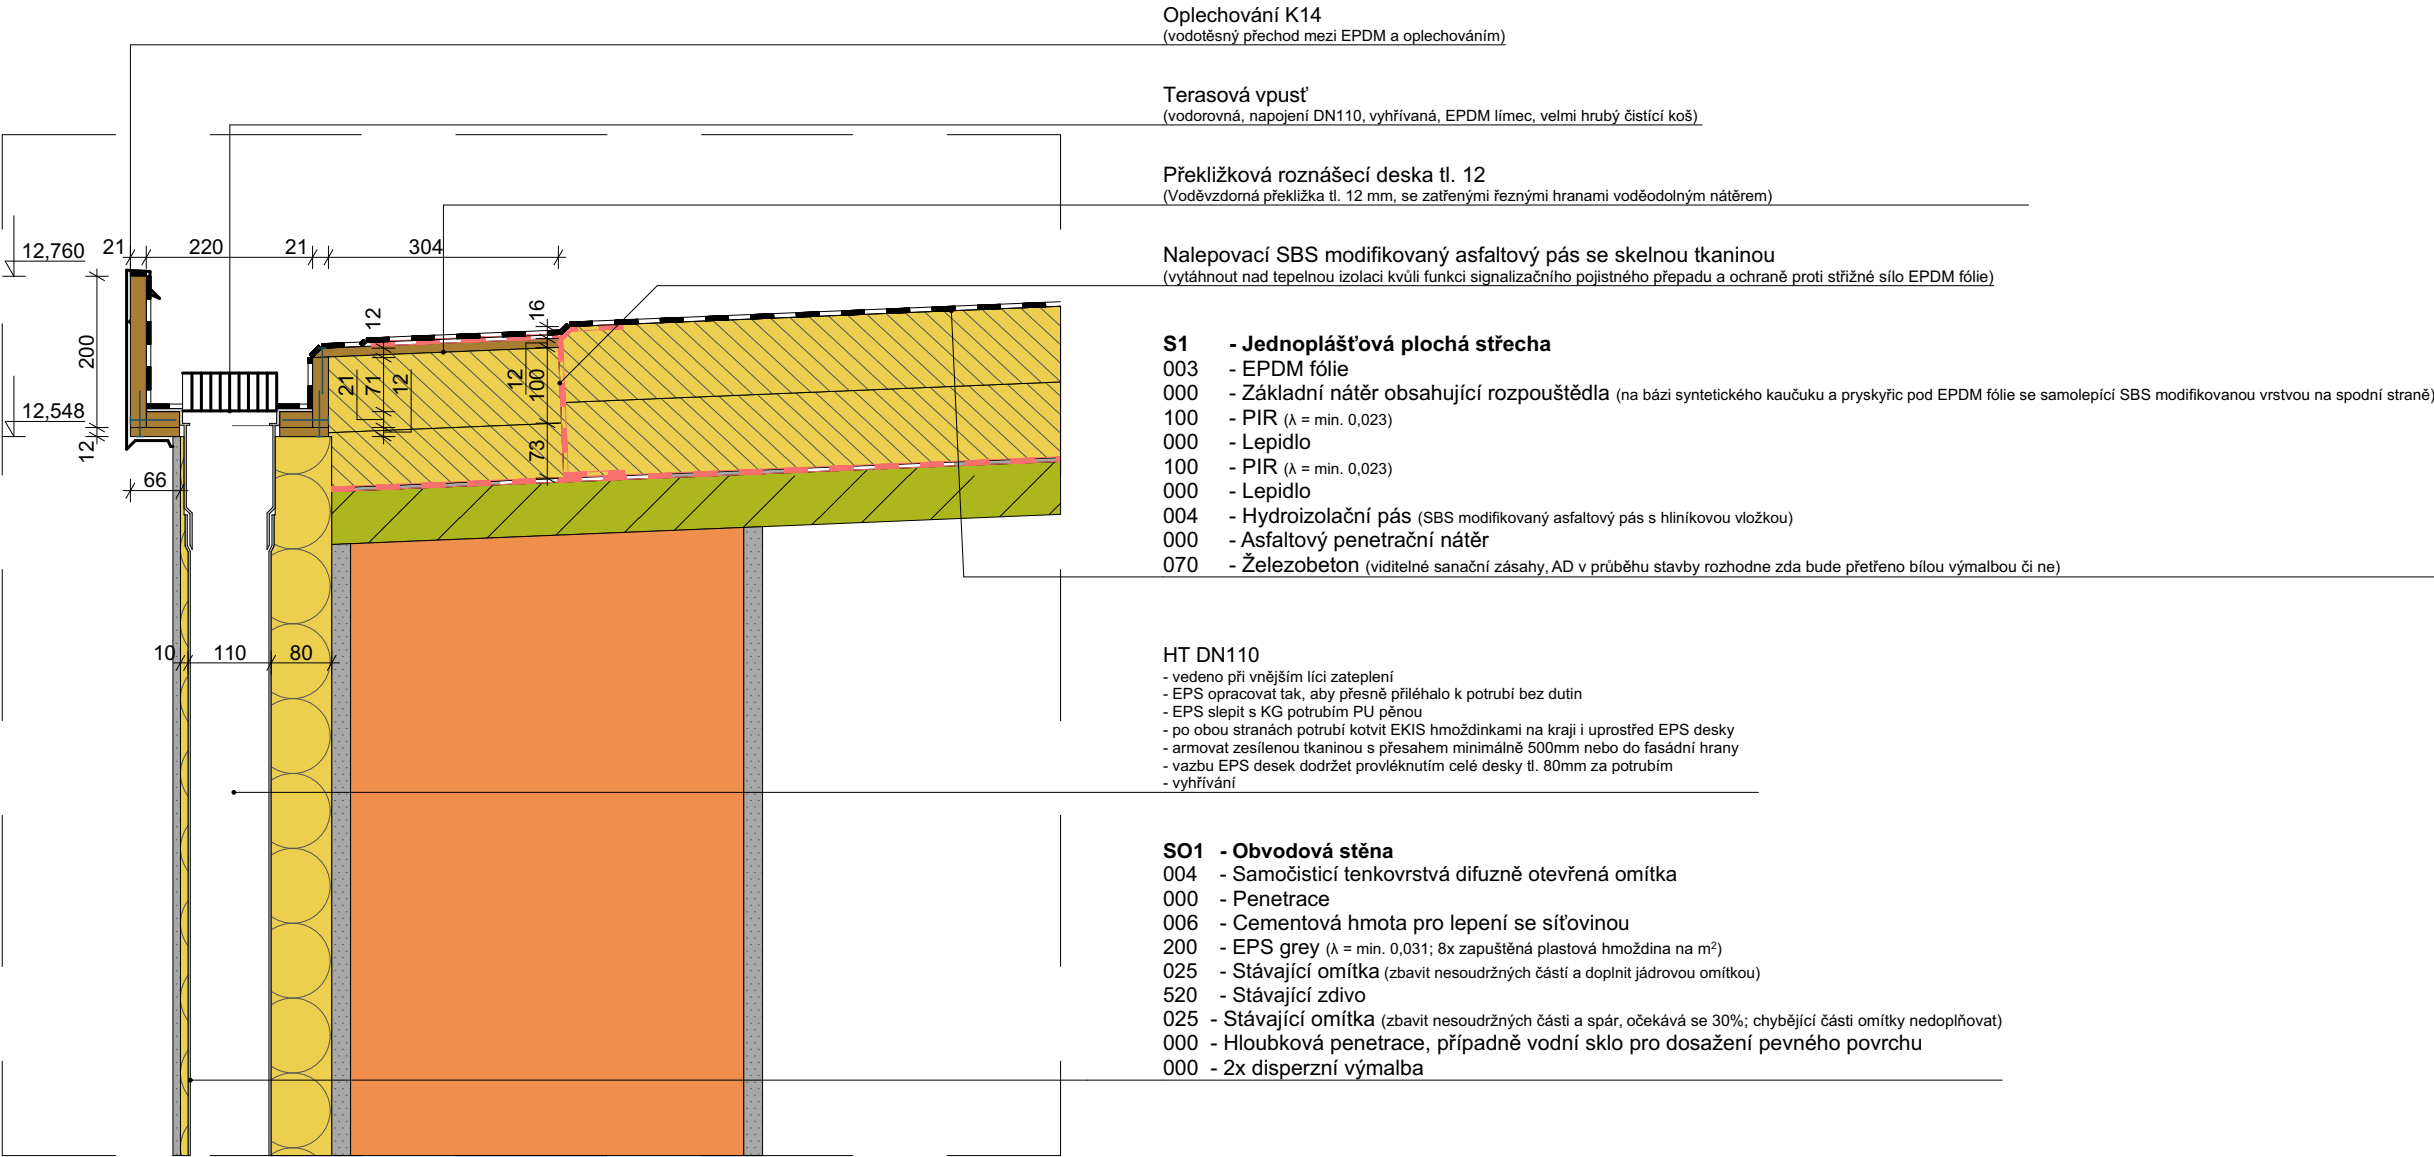 Oplechování K14
(vodotěsný přechod mezi EPDM a oplechováním)
Terasová vpusť
(vodorovná, napojení DN110, vyhřívaná, EPDM límec, velmi hrubý čistící koš)
Překližková roznášecí deska tl. 12
(Voděvzdorná překližka tl. 12 mm, se zatřenými řeznými hranami voděodolným nátěrem)
Nalepovací SBS modifikovaný asfaltový pás se skelnou tkaninou
(vytáhnout nad tepelnou izolaci kvůli funkci signalizačního pojistného přepadu a ochraně proti střižné sílo EPDM fólie)
12,760 21 220 21 304
200
12,548
12
66
12
16
21
71
12
12
100
73
10 110 80
S1 - Jednoplášťová plochá střecha
003 - EPDM fólie
000 - Základní nátěr obsahující rozpouštědla (na bázi syntetického kaučuku a pryskyřic pod EPDM fólie se samolepící SBS modifikovanou vrstvou na spodní straně)
100 - PIR (λ = min. 0,023)
000 - Lepidlo
100 - PIR (λ = min. 0,023)
000 - Lepidlo
004 - Hydroizolační pás (SBS modifikovaný asfaltový pás s hliníkovou vložkou)
000 - Asfaltový penetrační nátěr
070 - Železobeton (viditelné sanační zásahy, AD v průběhu stavby rozhodne zda bude přetřeno bílou výmalbou či ne)
HT DN110
- vedeno při vnějším líci zateplení
- EPS opracovat tak, aby přesně přiléhalo k potrubí bez dutin
- EPS slepit s KG potrubím PU pěnou
- po obou stranách potrubí kotvit EKIS hmoždinkami na kraji i uprostřed EPS desky
- armovat zesílenou tkaninou s přesahem minimálně 500mm nebo do fasádní hrany
- vazbu EPS desek dodržet provléknutím celé desky tl. 80mm za potrubím
- vyhřívání
SO1 - Obvodová stěna
004 - Samočisticí tenkovrstvá difuzně otevřená omítka
000 - Penetrace
006 - Cementová hmota pro lepení se síťovinou
200 - EPS grey (λ = min. 0,031; 8x zapuštěná plastová hmoždina na m²)
025 - Stávající omítka (zbavit nesoudržných částí a doplnit jádrovou omítkou)
520 - Stávající zdivo
025 - Stávající omítka (zbavit nesoudržných části a spár, očekává se 30%; chybějící části omítky nedoplňovat)
000 - Hloubková penetrace, případně vodní sklo pro dosažení pevného povrchu
000 - 2x disperzní výmalba